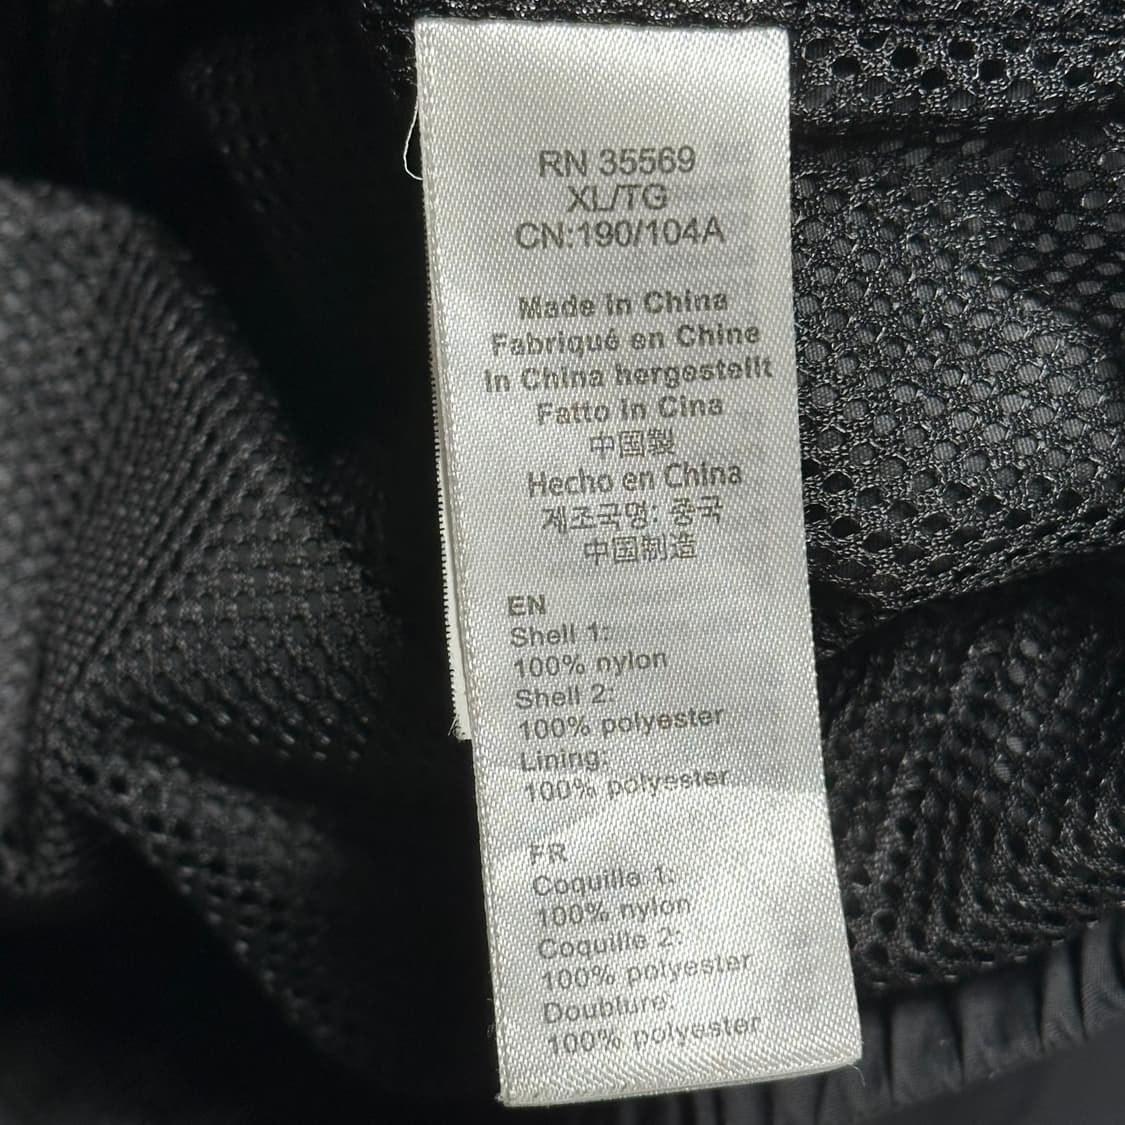 RN 35569
XL/TG
CN:190/104A
Made in China
Fabriqué en Chine
In China hergestellt
Fatto in Cina
中国製
Hecho en China
제조국명: 중국
中国制造
EN
Shell 1:
100% nylon
Shell 2:
100% polyester
Lining:
100% polyester
FR
Coquille 1:
100% nylon
Coquille 2:
100% polyester
Doublure:
100% polyester